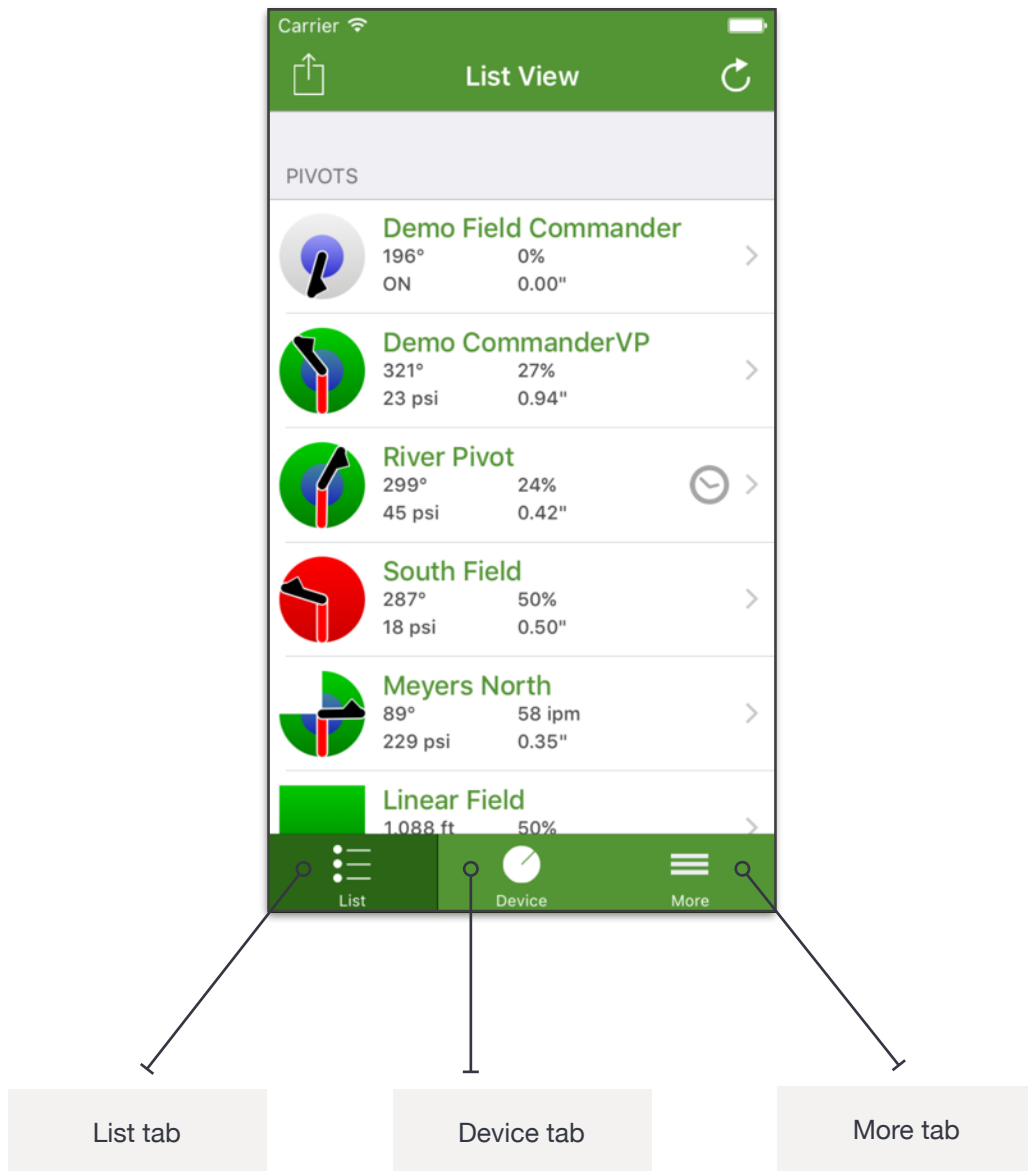 Carrier
List View
PIVOTS
Demo Field Commander
196° 0%
ON 0.00"
Demo CommanderVP
321° 27%
23 psi 0.94"
River Pivot
299° 24%
45 psi 0.42"
South Field
287° 50%
18 psi 0.50"
Meyers North
89° 58 ipm
229 psi 0.35"
Linear Field
1,088 ft 50%
List Device More
List tab Device tab More tab